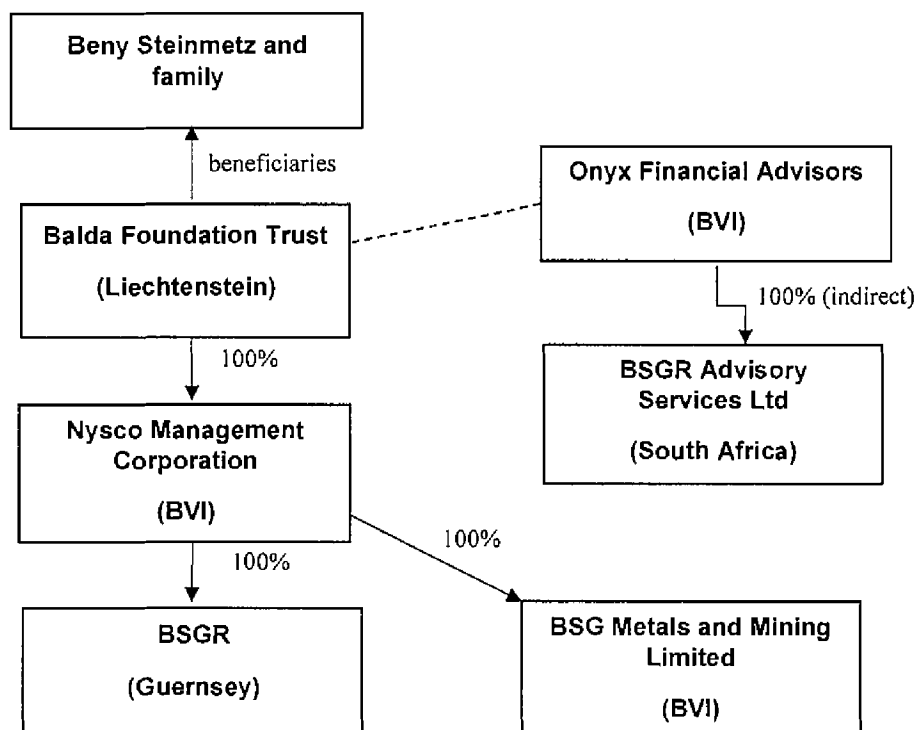 Beny Steinmetz and
family
beneficiaries
Onyx Financial Advisors
(BVI)
Balda Foundation Trust
(Liechtenstein)
100% (indirect)
100%
BSGR Advisory
Services Ltd
(South Africa)
Nysco Management
Corporation
(BVI)
100%
100%
BSGR
(Guernsey)
BSG Metals and Mining
Limited
(BVI)